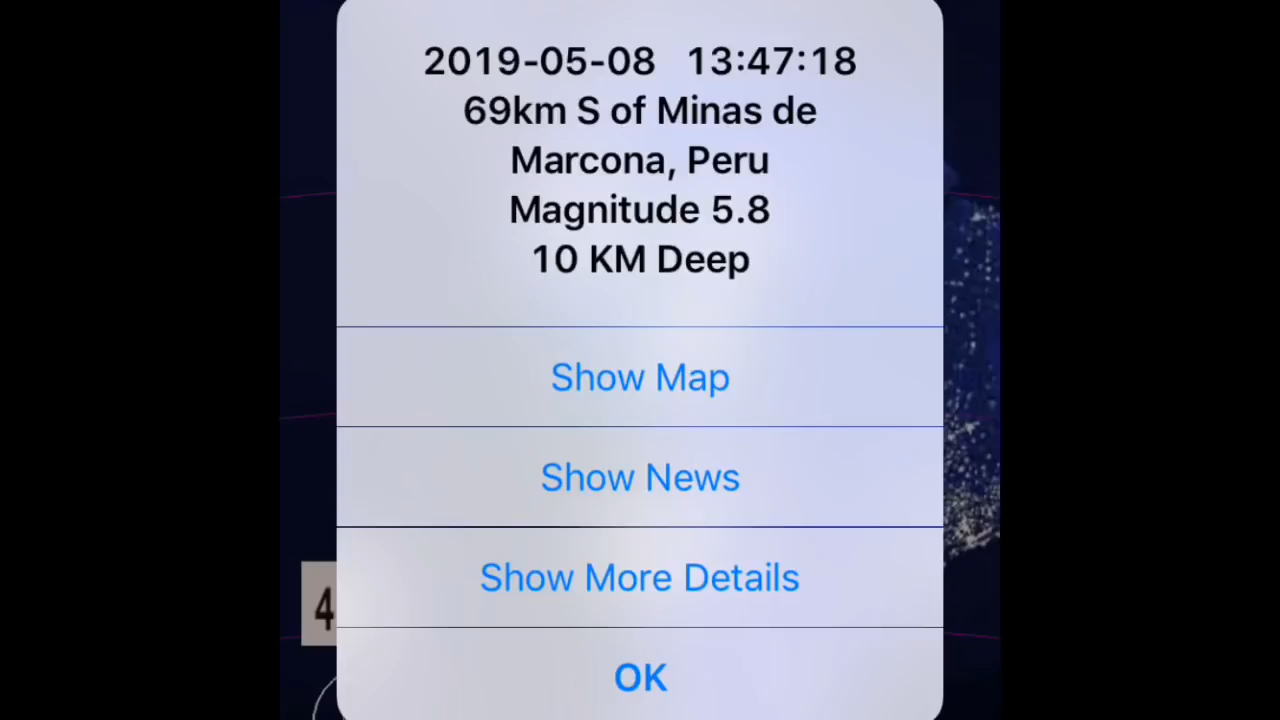 2019-05-08 13:47:18
69km S of Minas de
Marcona, Peru
Magnitude 5.8
10 KM Deep
Show Map
Show News
Show More Details
4
OK